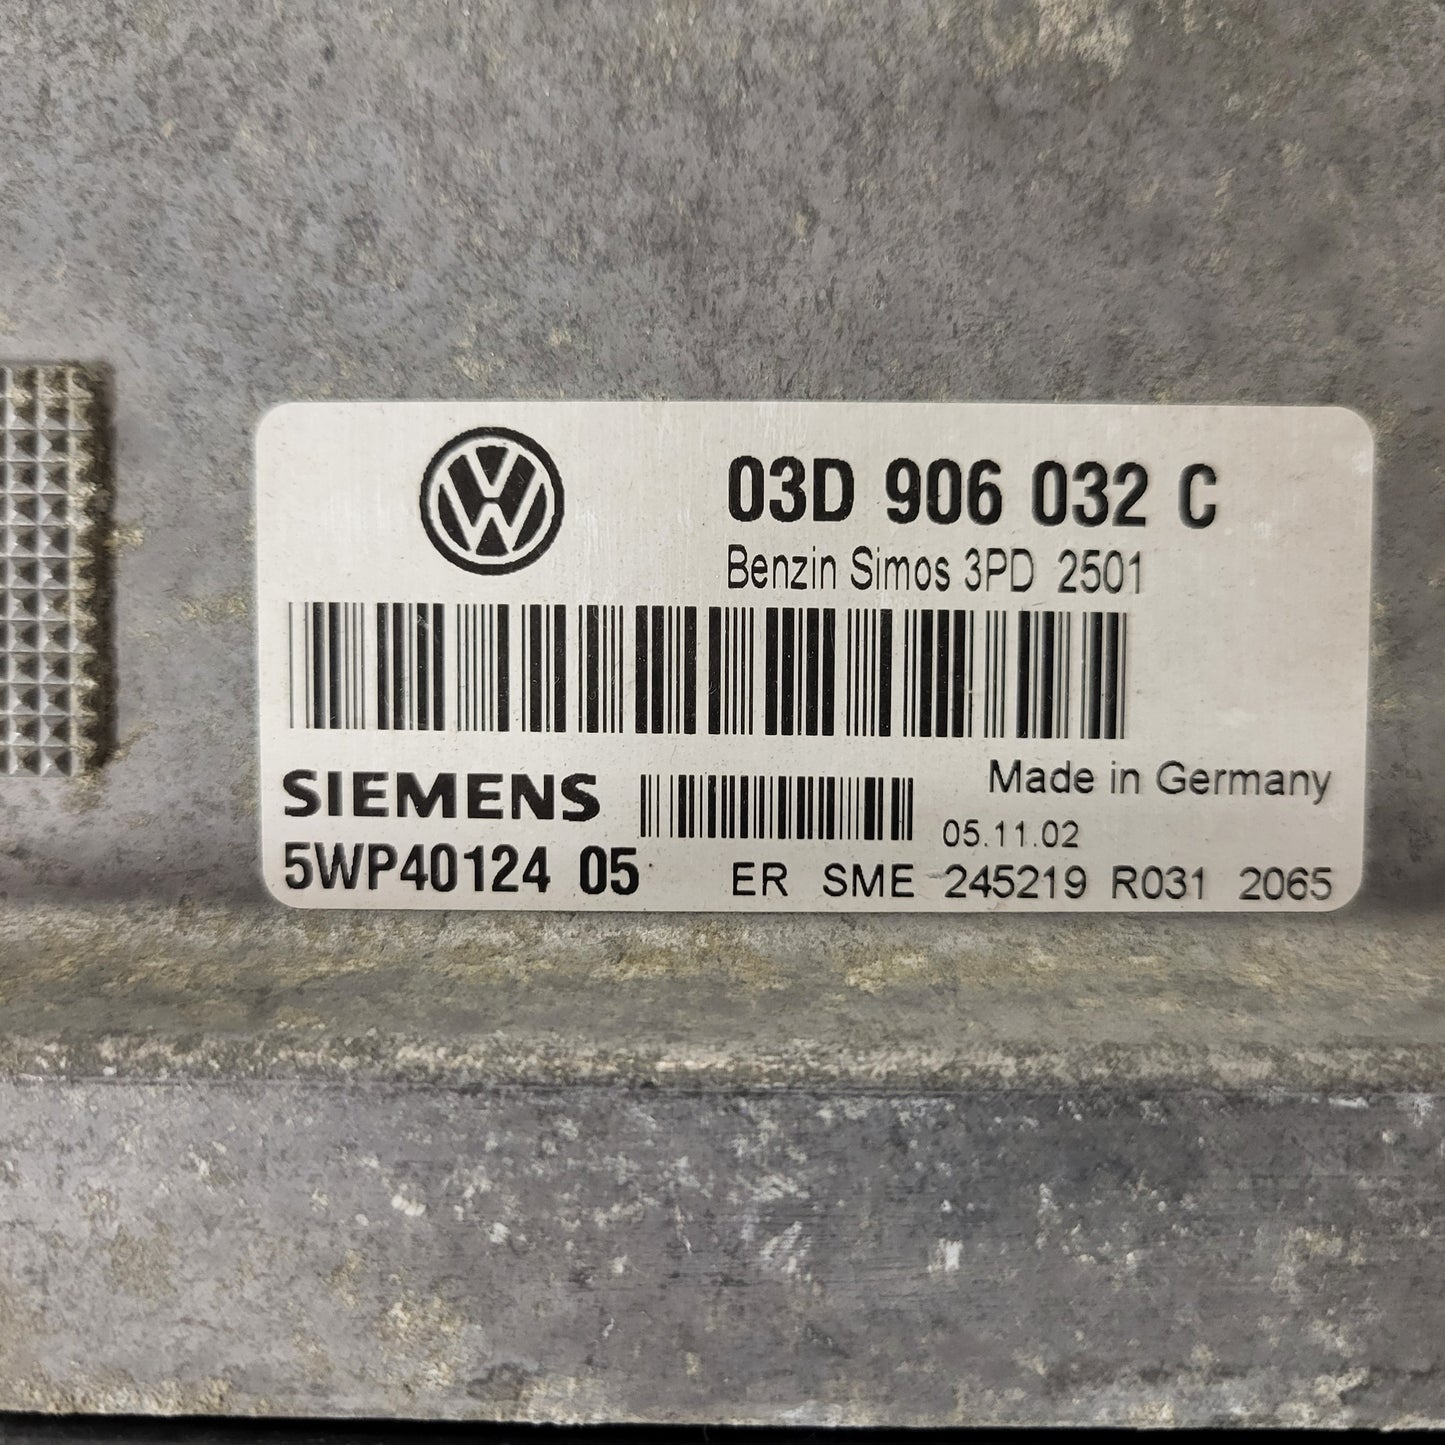 03D 906 032 C
Benzin Simos 3PD 2501
SIEMENS
Made in Germany
05.11.02
5WP40124 05
ER SME 245219 R031 2065